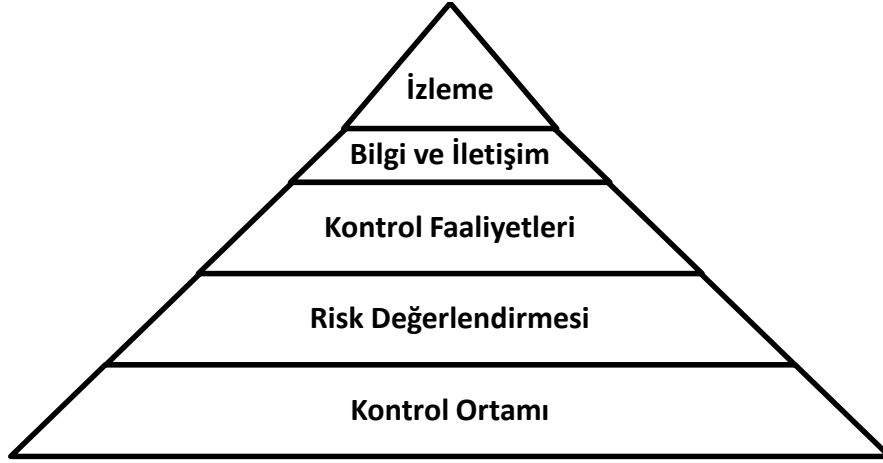 İzleme
Bilgi ve İletişim
Kontrol Faaliyetleri
Risk Değerlendirmesi
Kontrol Ortamı